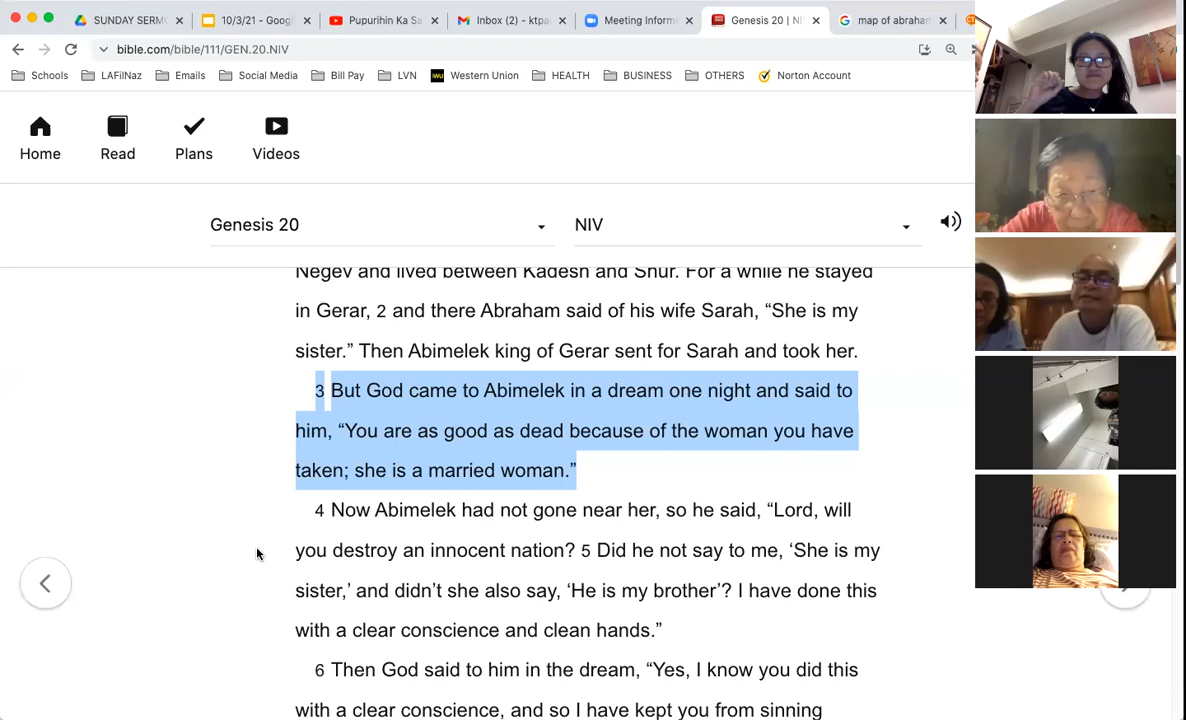 SUNDAY SERM
10/3/21 - Googl
Pupurihin Ka Sa
Inbox (2) - ktpa
Meeting Inform
Genesis 20 | NI
map of abraham
bible.com/bible/111/GEN.20.NIV
Schools
LAFilNaz
Emails
Social Media
Bill Pay
LVN
WU
Western Union
HEALTH
BUSINESS
OTHERS
Norton Account
Home
Read
Plans
Videos
Genesis 20
NIV
Negev and lived between Kadesh and Shur. For a while he stayed
in Gerar, 2 and there Abraham said of his wife Sarah, “She is my
sister.” Then Abimelek king of Gerar sent for Sarah and took her.
3 But God came to Abimelek in a dream one night and said to
him, “You are as good as dead because of the woman you have
taken; she is a married woman.”
4 Now Abimelek had not gone near her, so he said, “Lord, will
you destroy an innocent nation? 5 Did he not say to me, ‘She is my
sister,’ and didn’t she also say, ‘He is my brother’? I have done this
with a clear conscience and clean hands.”
6 Then God said to him in the dream, “Yes, I know you did this
with a clear conscience, and so I have kept you from sinning